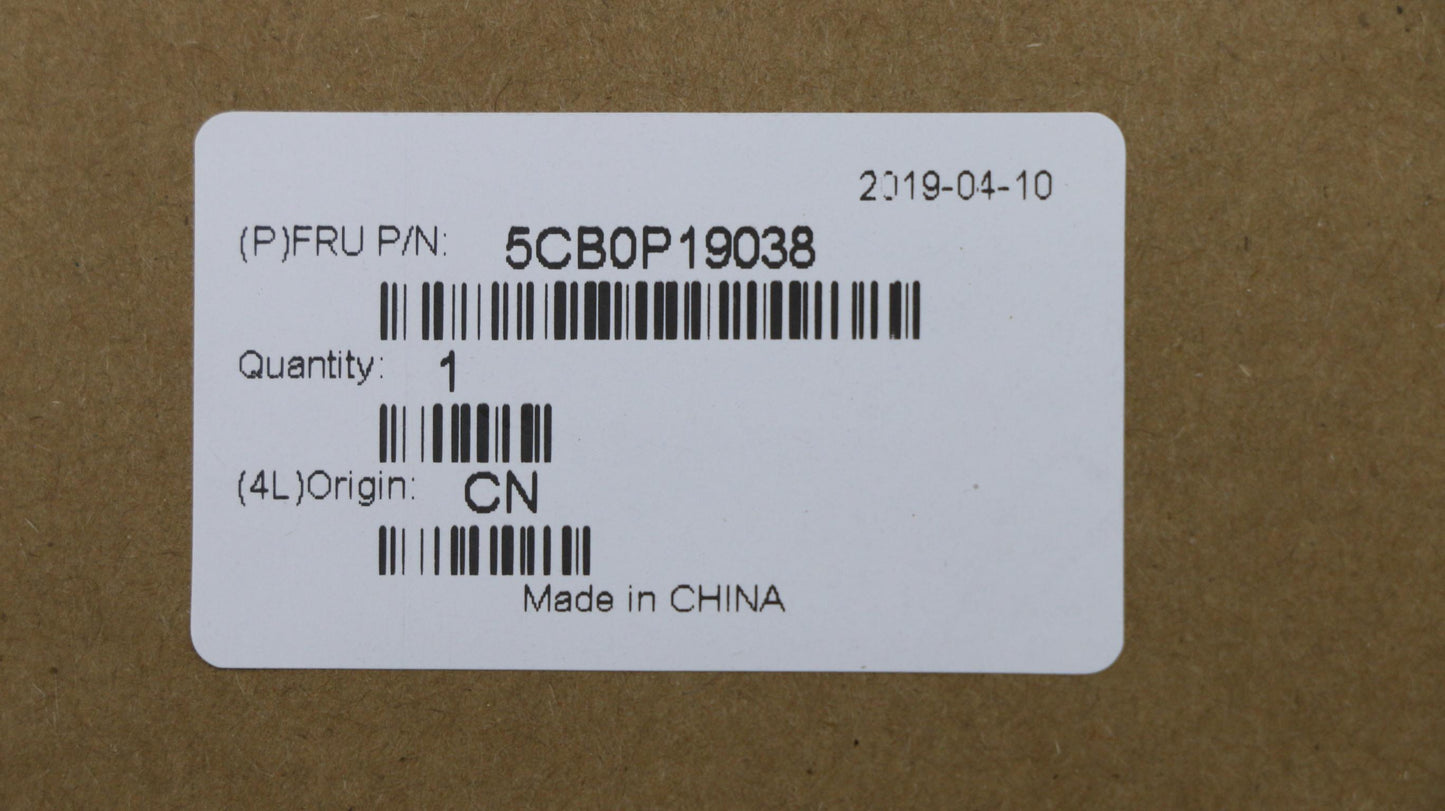 2019-04-10
(P)FRU P/N: 5CB0P19038
Quantity: 1
(4L)Origin: CN
Made in CHINA